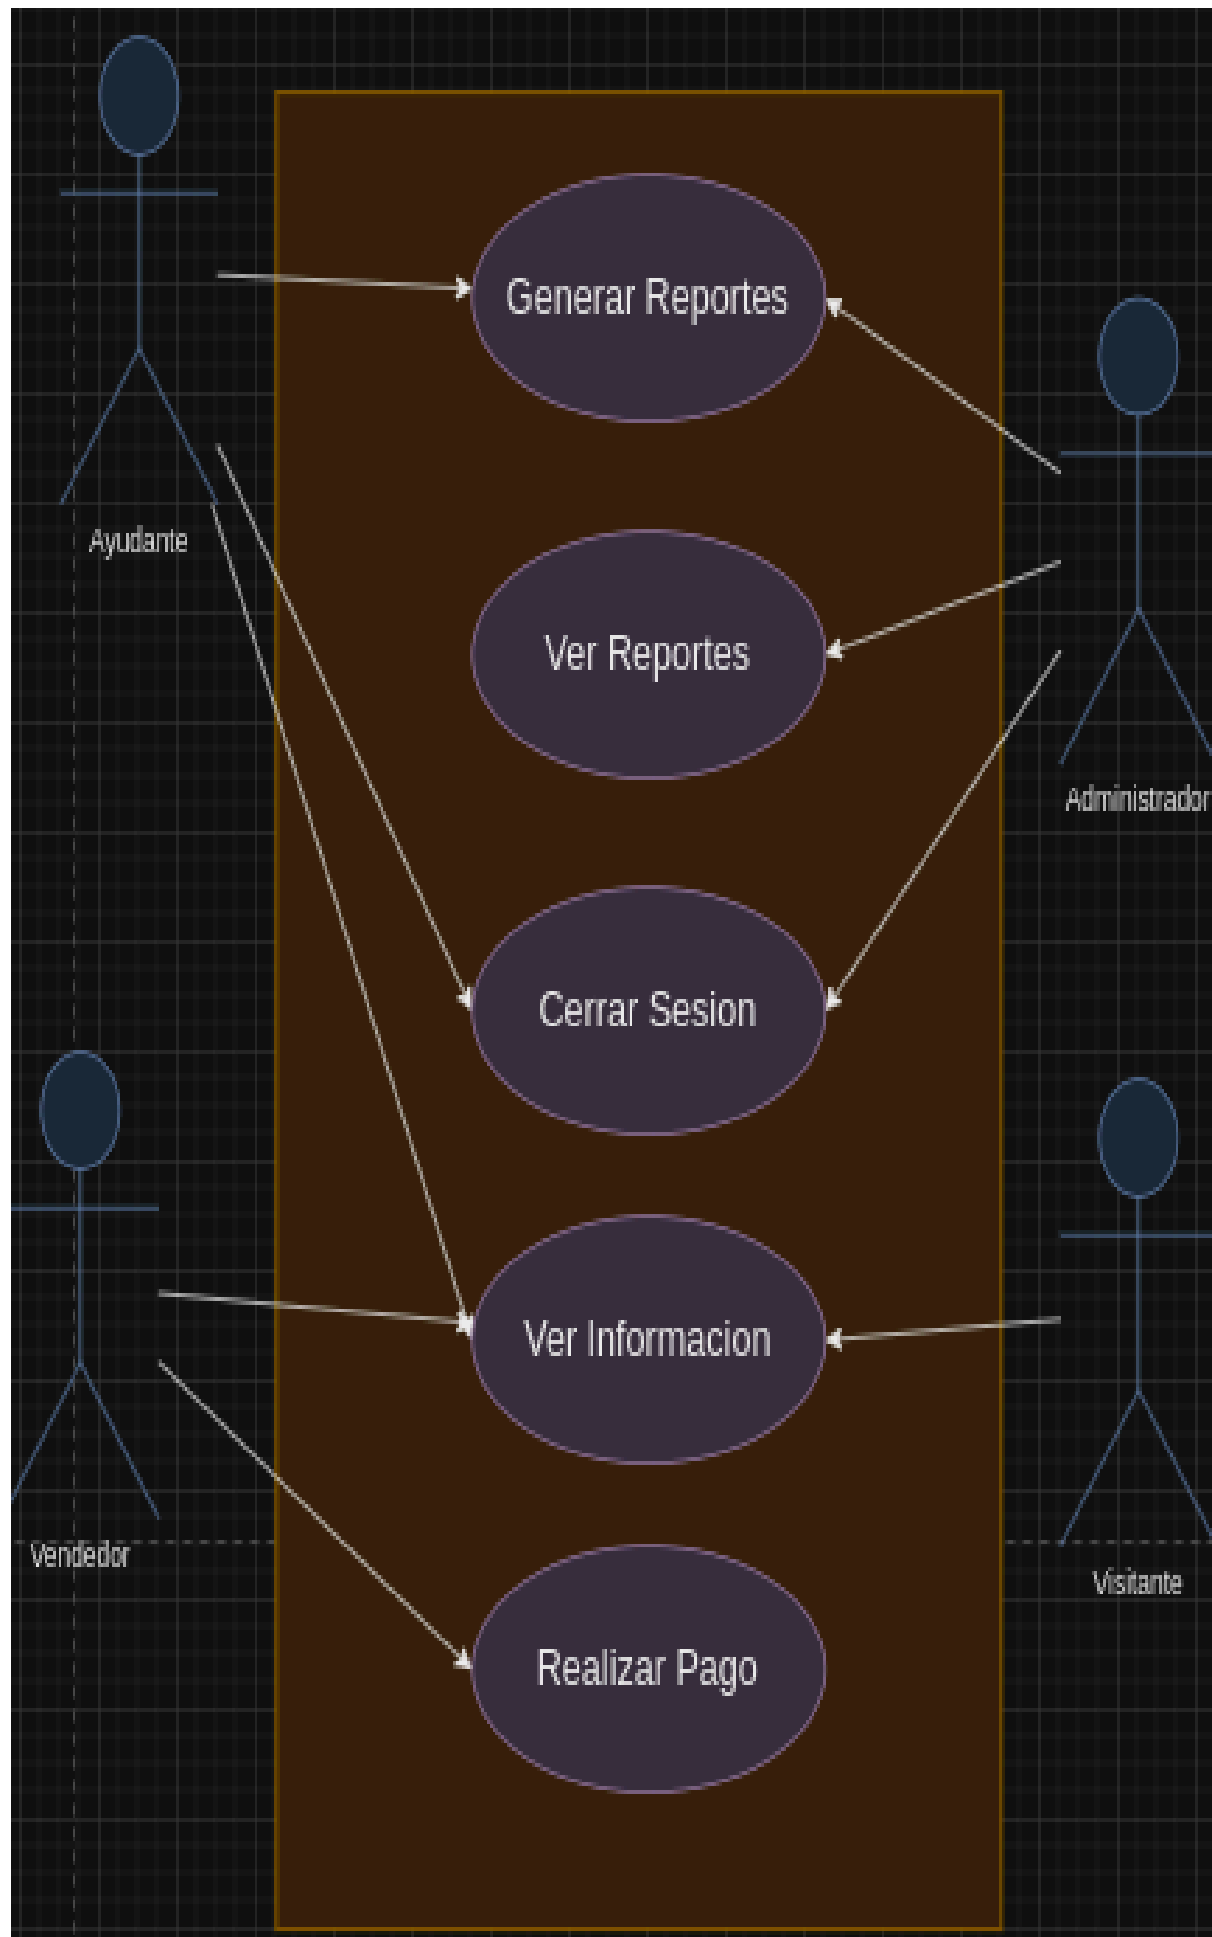 Generar Reportes
Ayudante
Ver Reportes
Administrador
Cerrar Sesion
Ver Informacion
Vendedor
Visitante
Realizar Pago